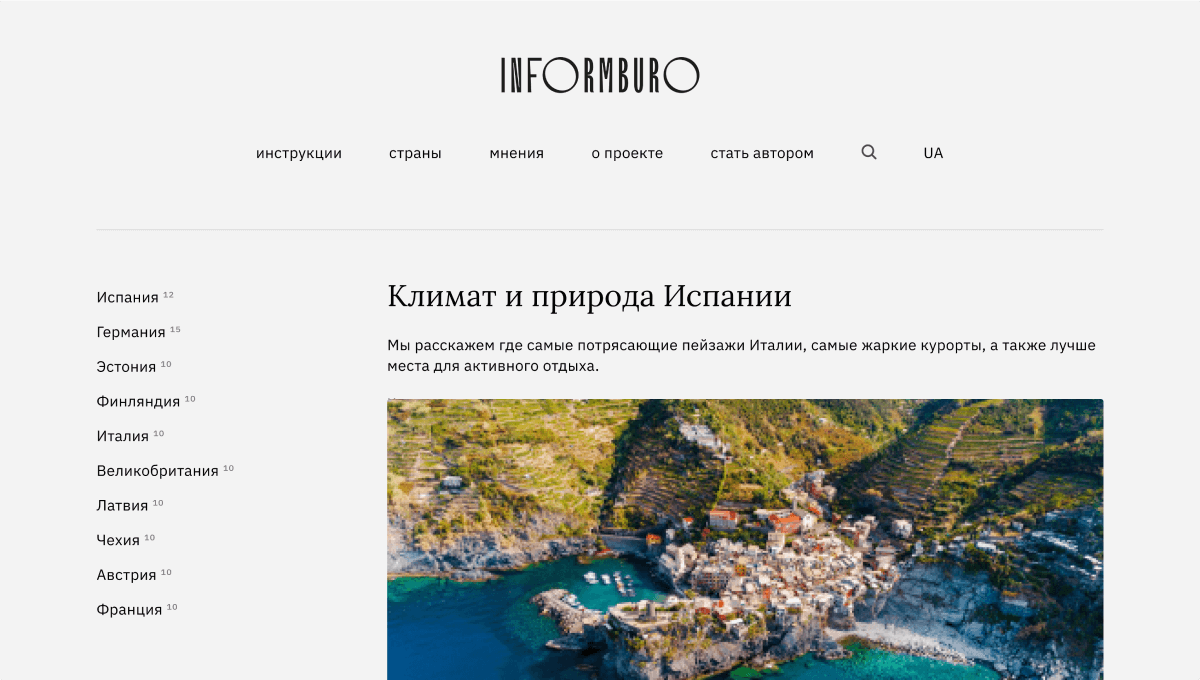 INFORMBURO
инструкции страны мнения о проекте стать автором UA
Испания 12
Германия 15
Эстония 10
Финляндия 10
Италия 10
Великобритания 10
Латвия 10
Чехия 10
Австрия 10
Франция 10
Климат и природа Испании
Мы расскажем где самые потрясающие пейзажи Италии, самые жаркие курорты, а также лучше
места для активного отдыха.